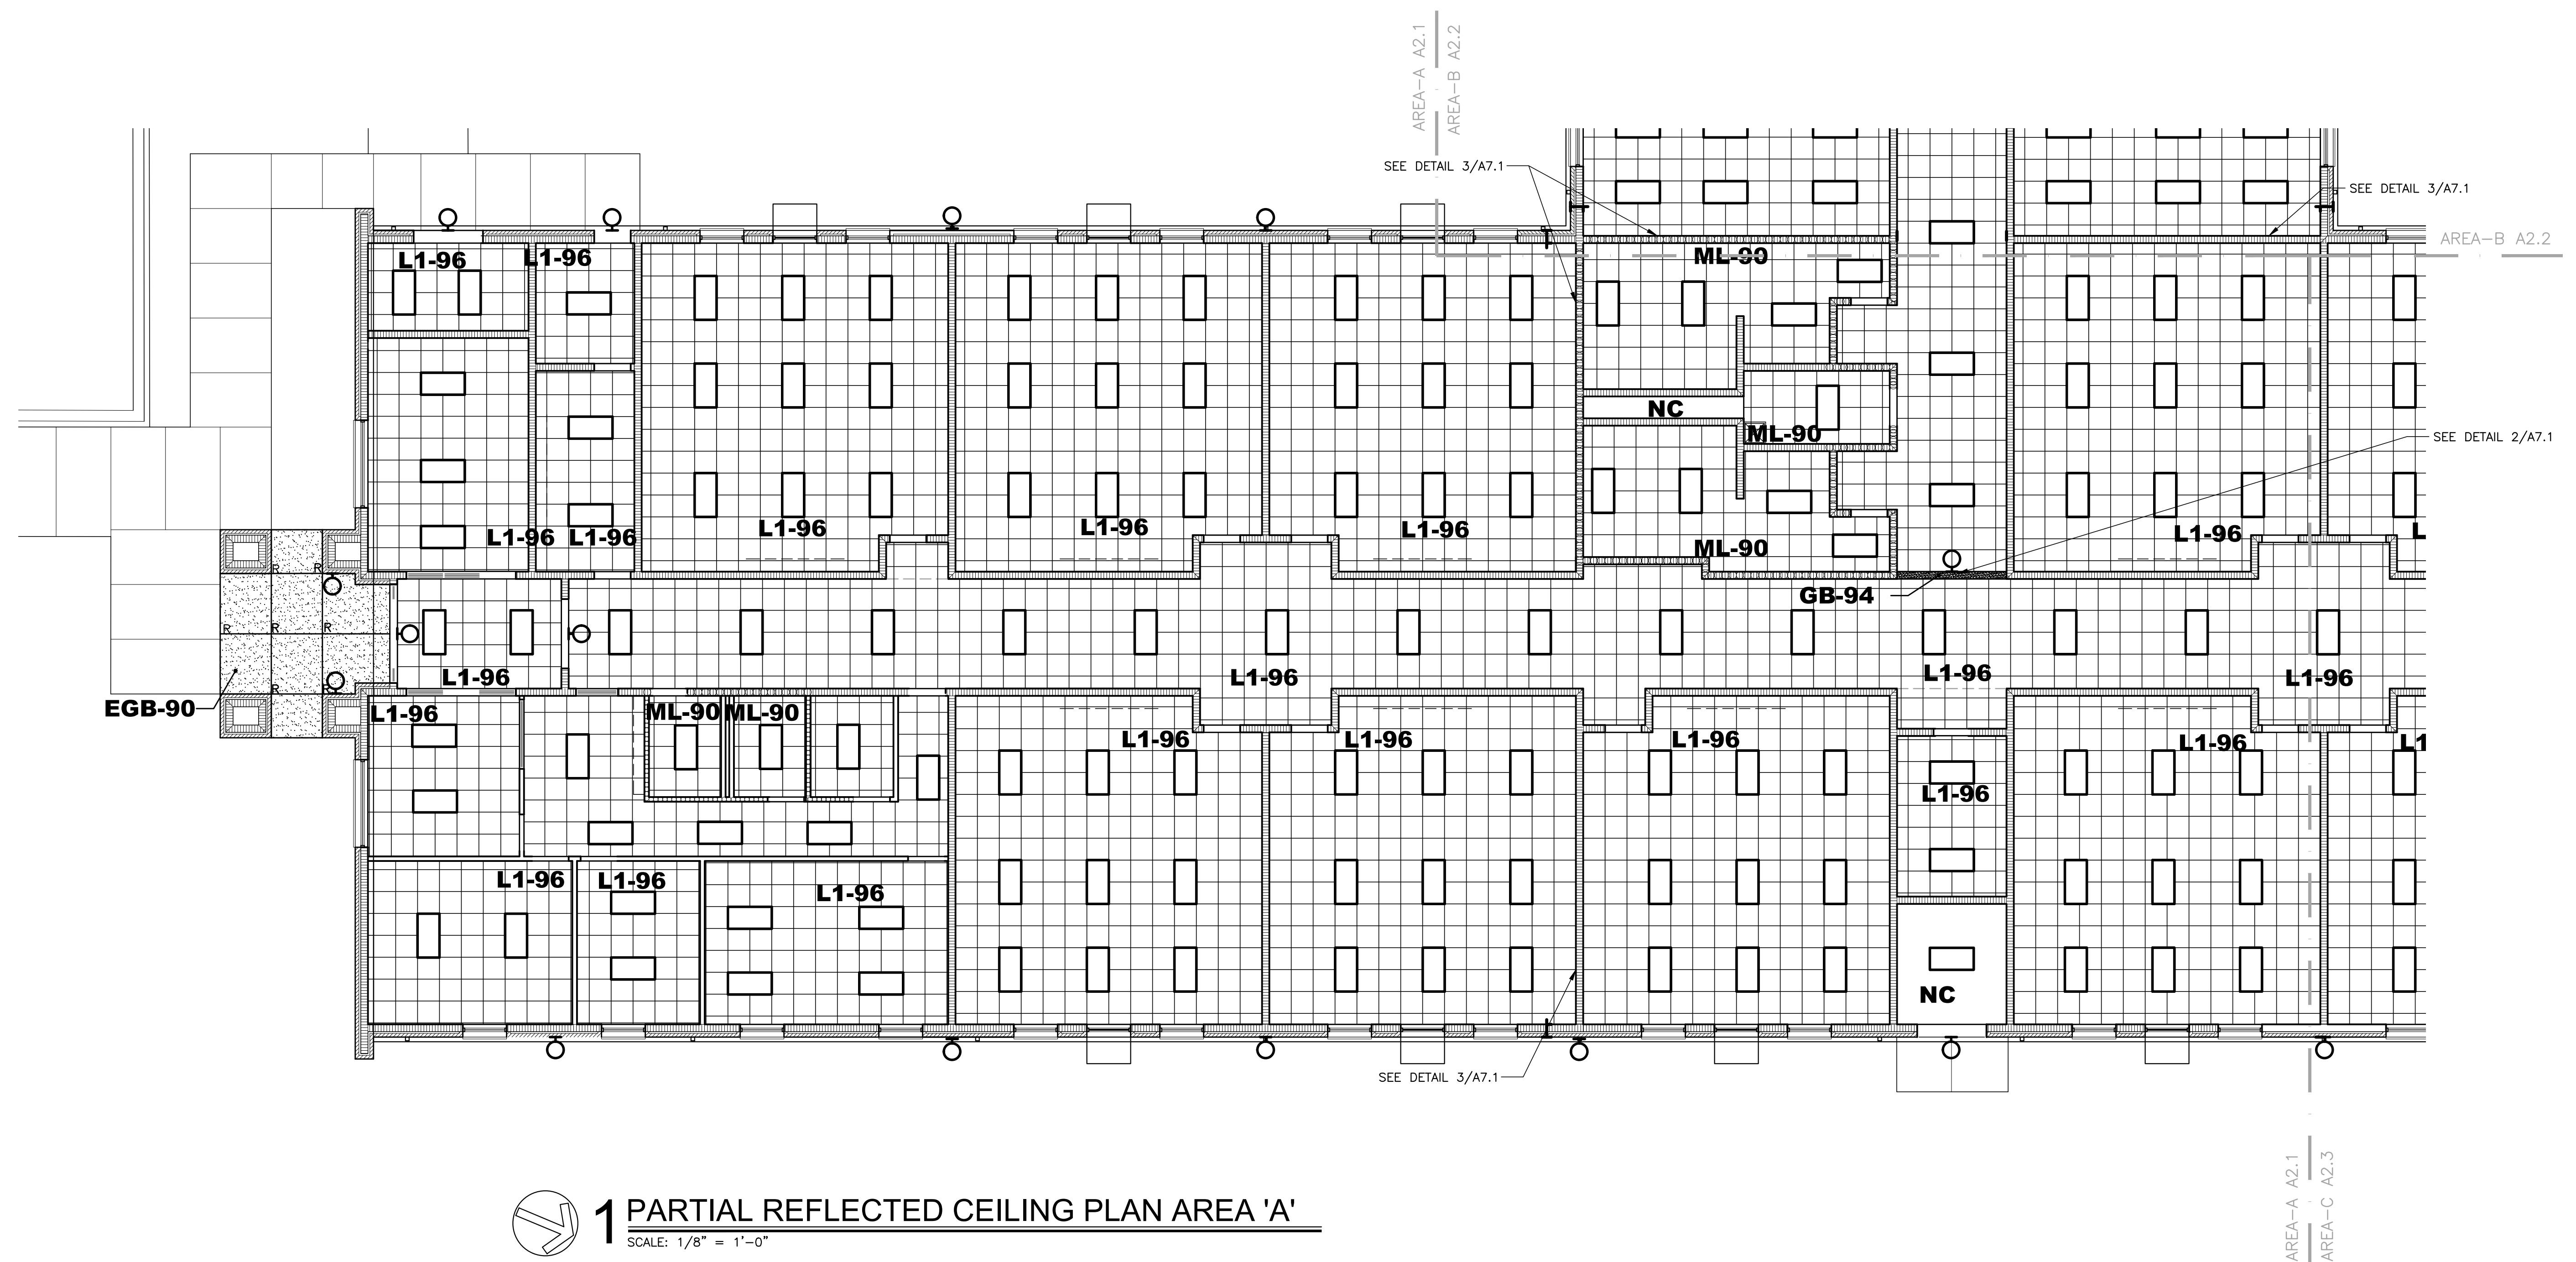 AREA-A A2.1
AREA-B A2.2
SEE DETAIL 3/A7.1
SEE DETAIL 3/A7.1
AREA-B A2.2
L1-96
L1-96
ML-90
NC
ML-90
SEE DETAIL 2/A7.1
L1-96
L1-96
L1-96
L1-96
L1-96
L1-96
ML-90
R
R
GB-94
R
R
R
L1-96
L1-96
L1-96
L1-96
R
R
EGB-90
L1-96
ML-90
ML-90
L1-96
L1-96
L1-96
L1-96
L1
L1-96
L1-96
L1-96
L1-96
NC
SEE DETAIL 3/A7.1
AREA-A A2.1
AREA-C A2.3
1 PARTIAL REFLECTED CEILING PLAN AREA 'A'
SCALE: 1/8" = 1'-0"